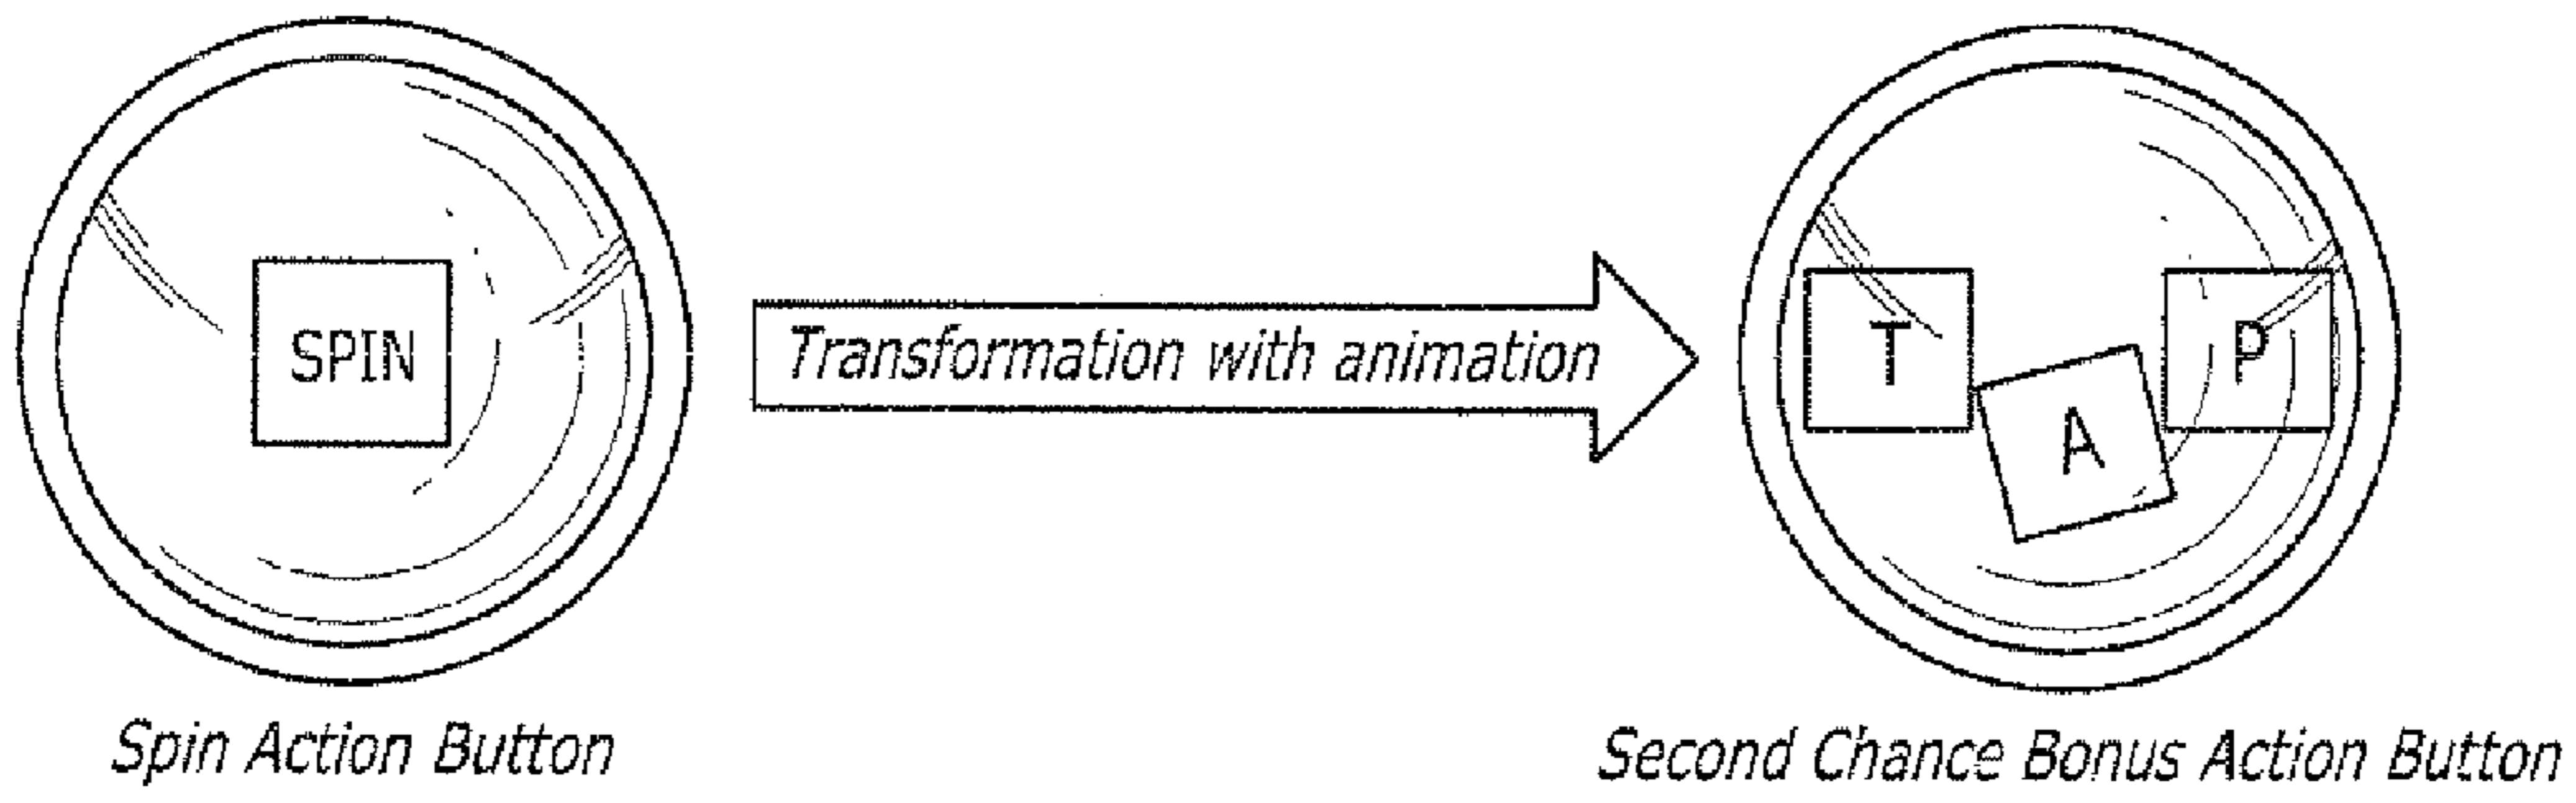 SPIN
Transformation with animation
T
A
P
Spin Action Button
Second Chance Bonus Action Button